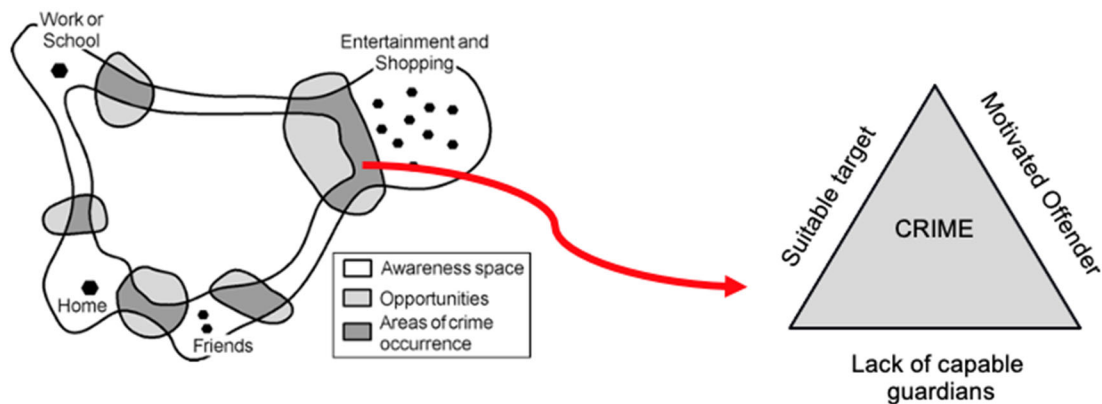 Work or
School
Entertainment and
Shopping
Home
Friends
Awareness space
Opportunities
Areas of crime
occurrence
Suitable target
CRIME
Motivated Offender
Lack of capable
guardians